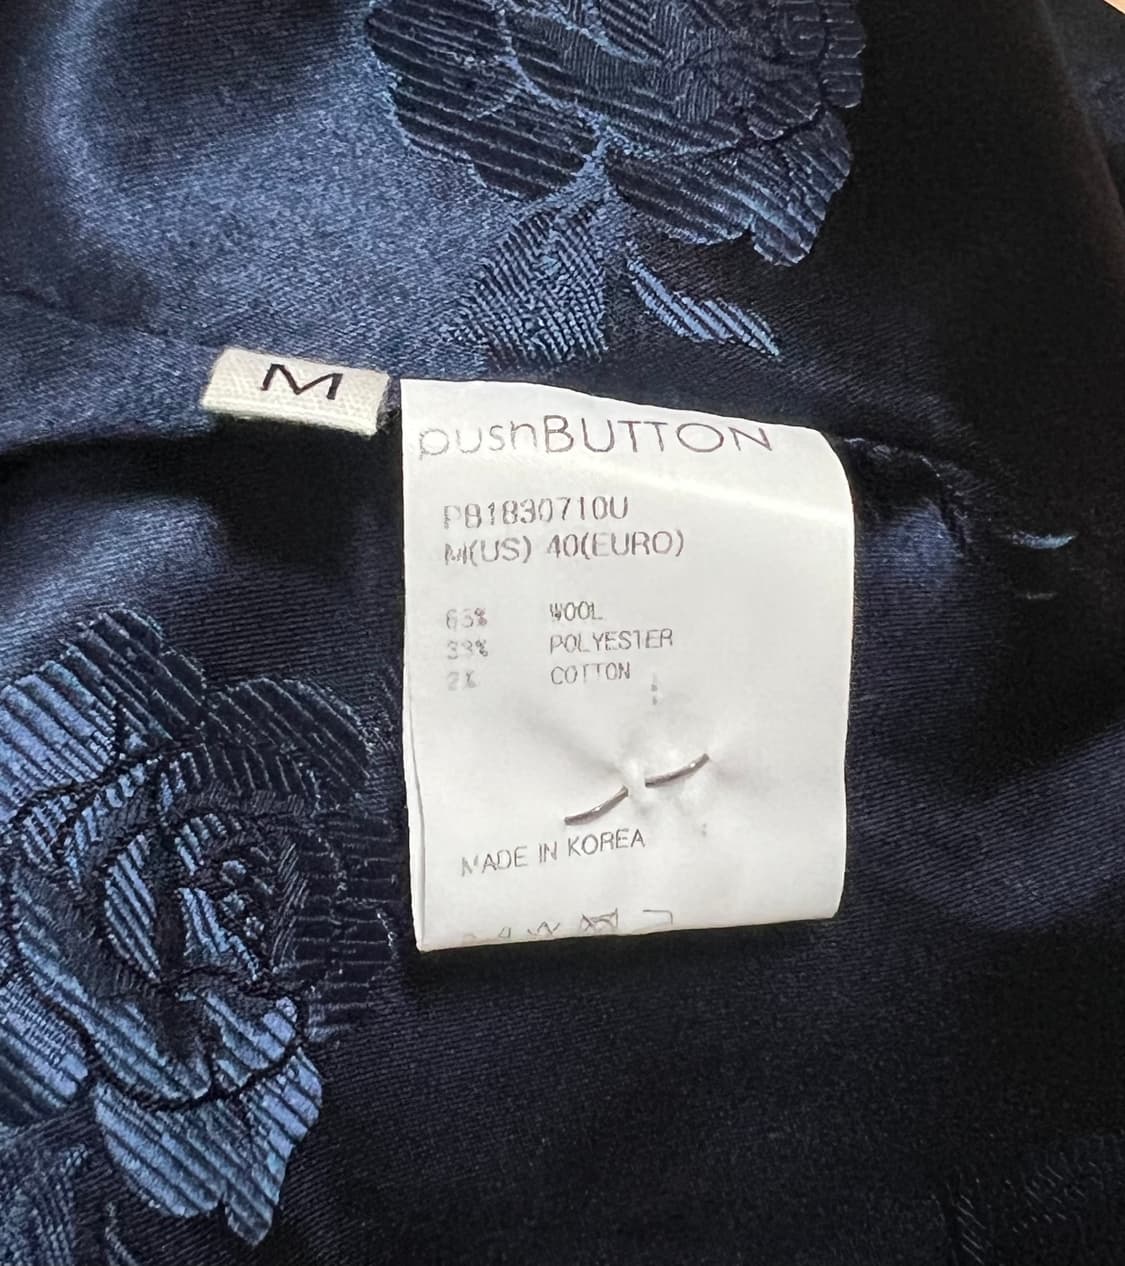 M
pushBUTTON
PB1830710U
M(US) 40(EURO)
65% WOOL
33% POLYESTER
2% COTTON
MADE IN KOREA